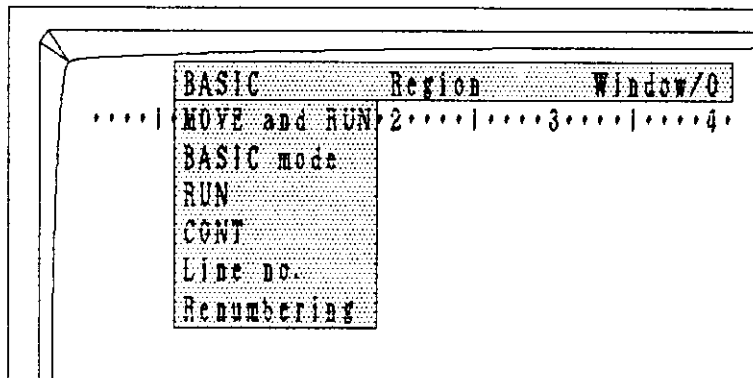 BASIC Region Window/O
····|·MOVE and RUN·2····|····3····|····4·
BASIC mode
RUN
CONT
Line no.
Renumbering